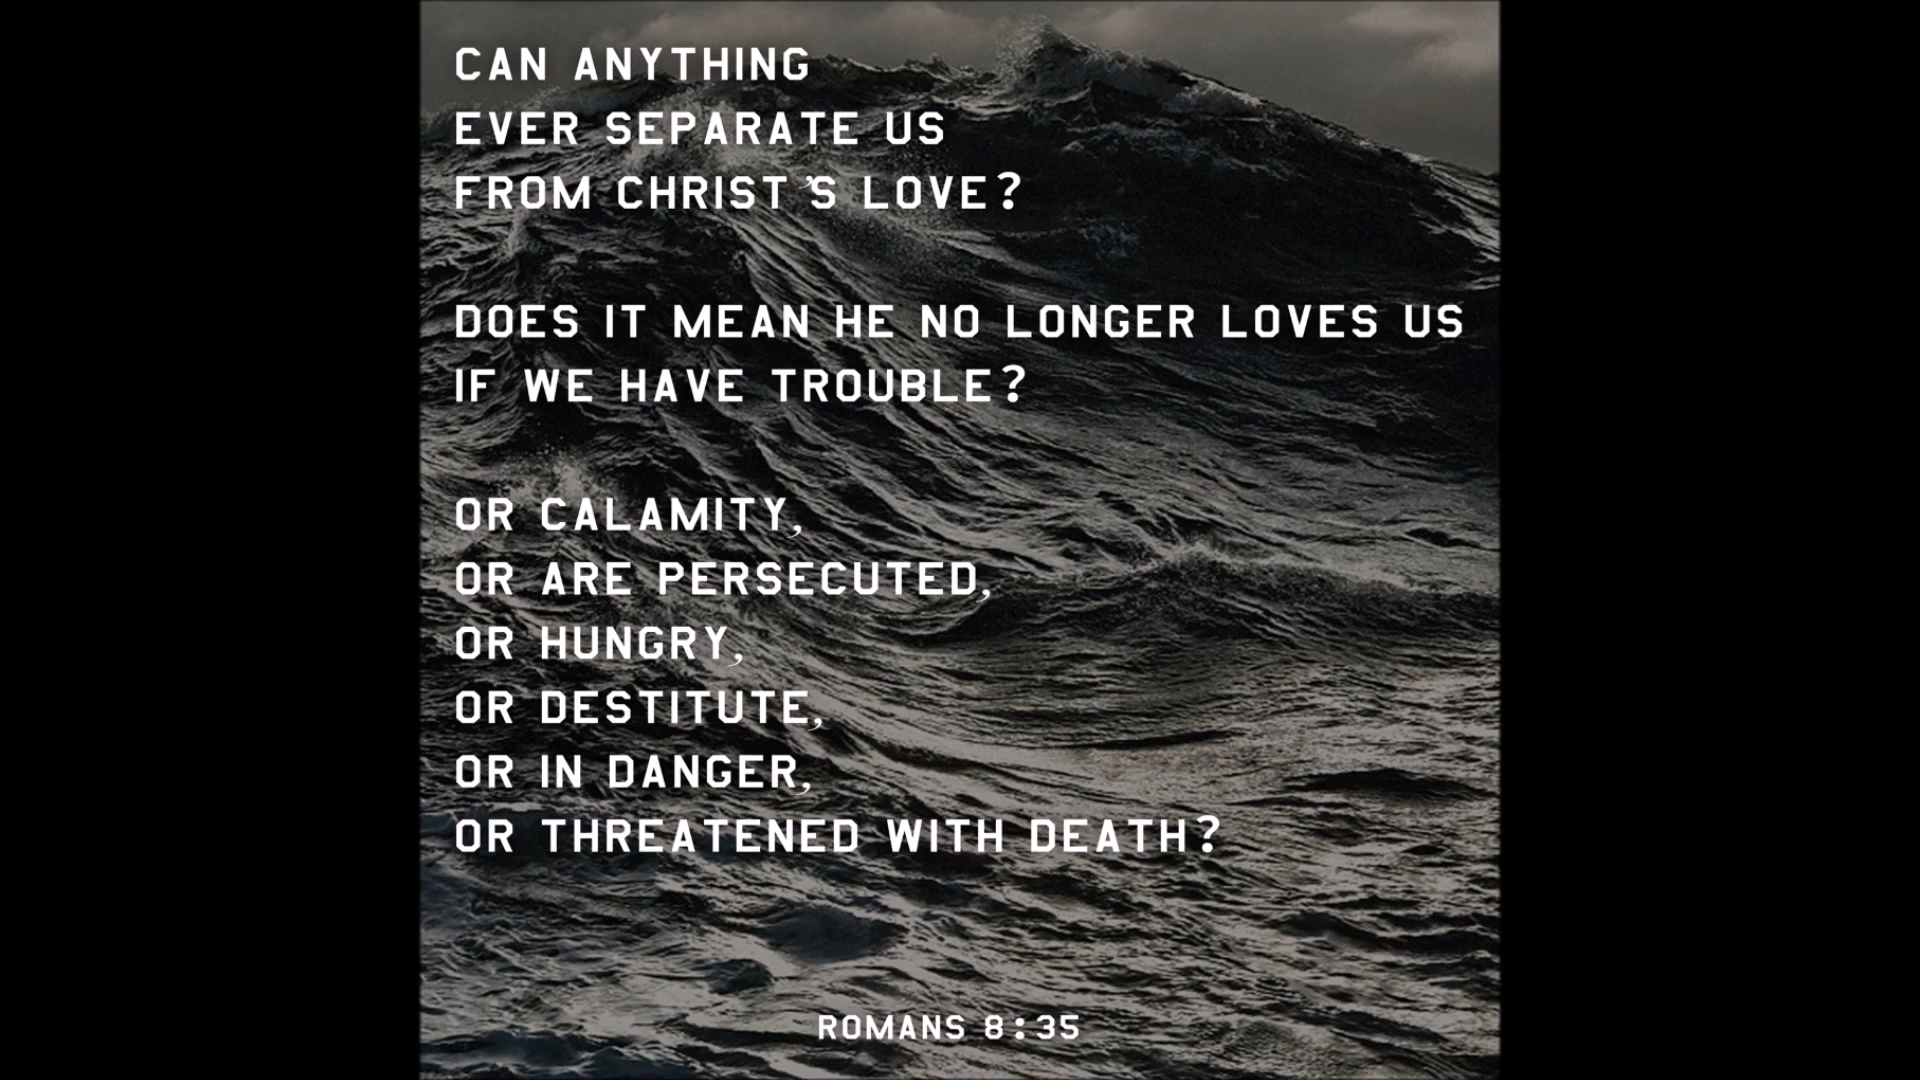 CAN ANYTHING
EVER SEPARATE US
FROM CHRIST'S LOVE?
DOES IT MEAN HE NO LONGER LOVES US
IF WE HAVE TROUBLE?
OR CALAMITY,
OR ARE PERSECUTED,
OR HUNGRY,
OR DESTITUTE,
OR IN DANGER,
OR THREATENED WITH DEATH?
ROMANS 8:35